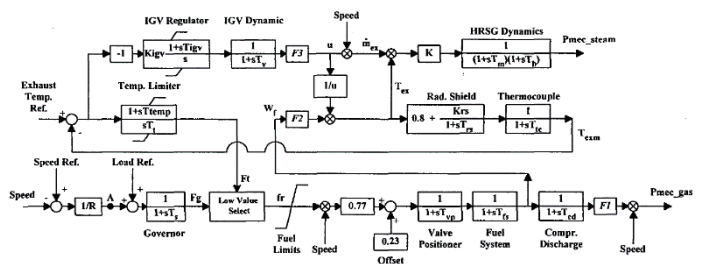 IGV Regulator IGV Dynamic Speed HRSG Dynamics
-1 Kigv 1+sTigv / s 1 / 1+sTv F3 u ṁex K 1 / (1+sTm)(1+sTb) Pmec_steam
Exhaust Temp. Ref. + - Temp. Limiter 1+sTtemp / sTt 1/u Tex
Wf F2 Rad. Shield 0.8 + Krs / 1+sTrs Thermocouple 1 / 1+sTtc Texm
Speed Ref. Load Ref. Ft
Speed - + 1/R A + + 1 / 1+sTg Fg Low Value Select fr 0.77 + + 1 / 1+sTvp 1 / 1+sTfs 1 / 1+sTcd F1 Pmec_gas
Governor Fuel Limits Speed 0.23 Offset Valve Positioner Fuel System Compr. Discharge Speed